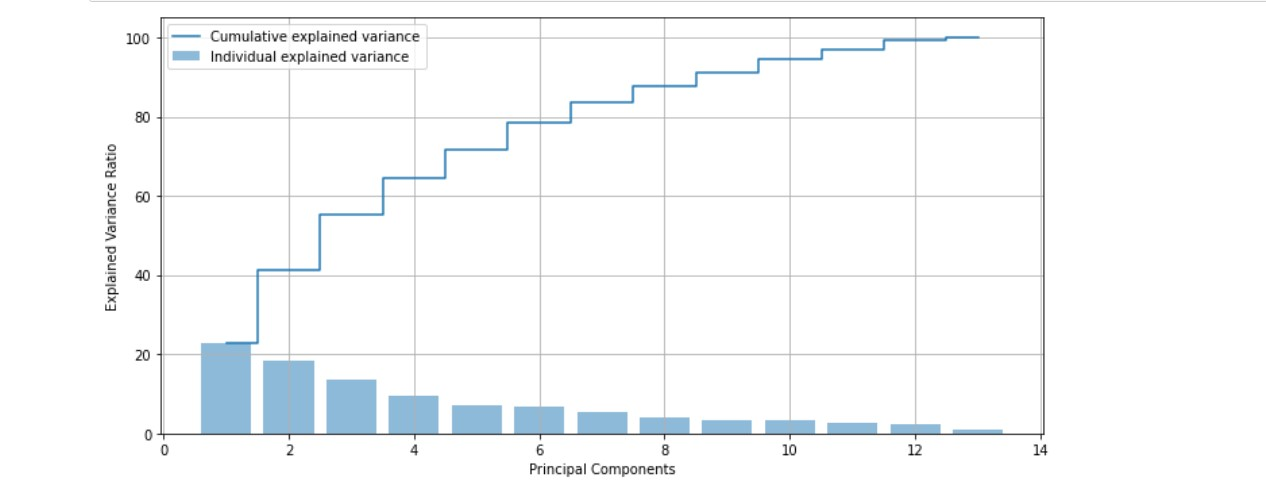 Cumulative explained variance
Individual explained variance
100
80
60
40
20
0
Explained Variance Ratio
0 2 4 6 8 10 12 14
Principal Components